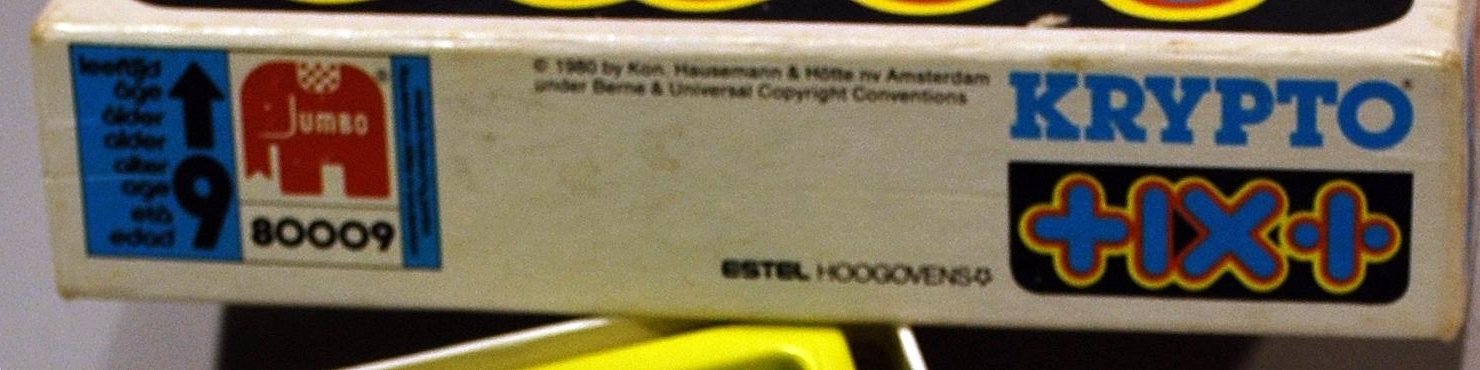 leeftijd
âge
ålder
alder
alter
age
età
edad
9
JUMBO
®
80009
© 1980 by Kon. Hausemann & Hötte nv Amsterdam
under Berne & Universal Copyright Conventions
ESTEL HOOGOVENS
KRYPTO